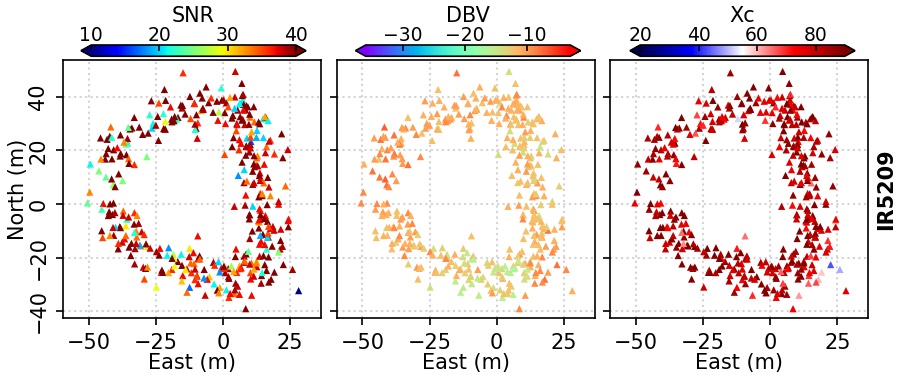 SNR DBV Xc
10 20 30 40 −30 −20 −10 20 40 60 80
North (m)
40
20
0
−20
−40
IR5209
−50 −25 0 25 −50 −25 0 25 −50 −25 0 25
East (m) East (m) East (m)